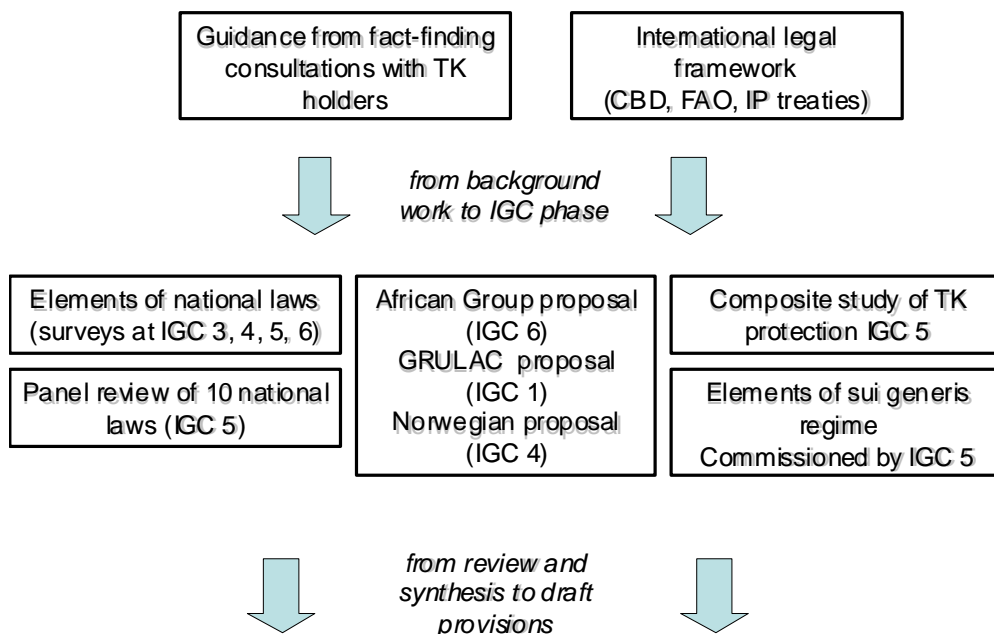 Guidance from fact-finding
consultations with TK
holders
International legal
framework
(CBD, FAO, IP treaties)
from background
work to IGC phase
Elements of national laws
(surveys at IGC 3, 4, 5, 6)
Panel review of 10 national
laws (IGC 5)
African Group proposal
(IGC 6)
GRULAC proposal
(IGC 1)
Norwegian proposal
(IGC 4)
Composite study of TK
protection IGC 5
Elements of sui generis
regime
Commissioned by IGC 5
from review and
synthesis to draft
provisions